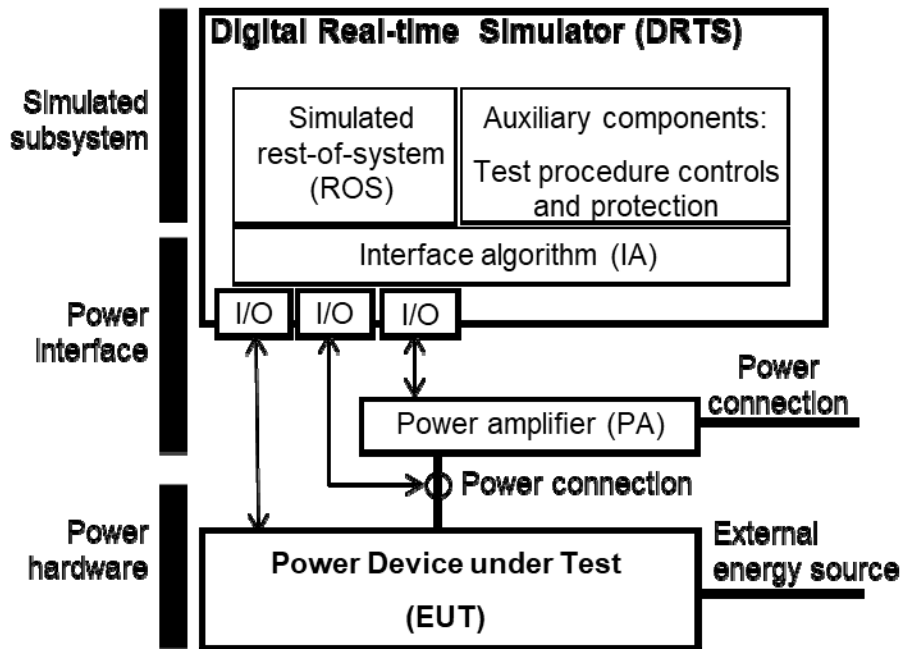 Digital Real-time Simulator (DRTS)
Simulated
subsystem
Simulated
rest-of-system
(ROS)
Auxiliary components:
Test procedure controls
and protection
Interface algorithm (IA)
I/O
I/O
I/O
Power
Interface
Power
connection
Power amplifier (PA)
Power connection
Power
hardware
Power Device under Test
(EUT)
External
energy source